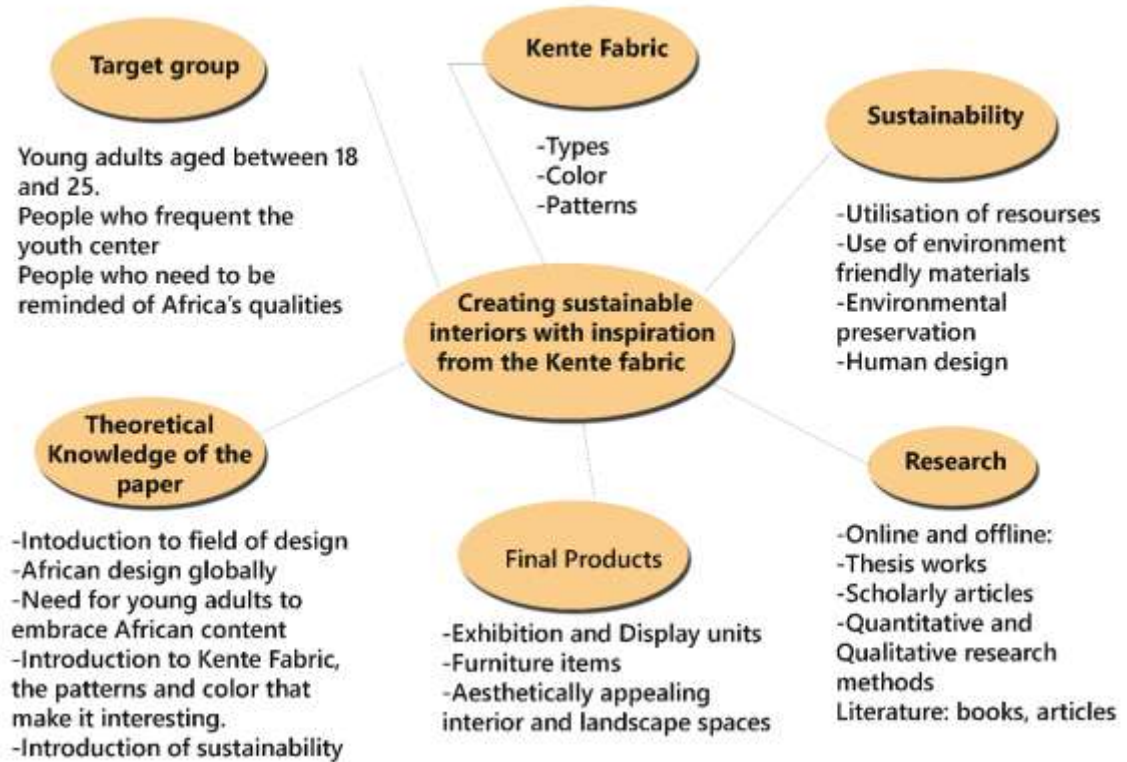 Target group
Young adults aged between 18
and 25.
People who frequent the
youth center
People who need to be
reminded of Africa's qualities
Kente Fabric
-Types
-Color
-Patterns
Sustainability
-Utilisation of resourses
-Use of environment
friendly materials
-Environmental
preservation
-Human design
Creating sustainable
interiors with inspiration
from the Kente fabric
Theoretical
Knowledge of the
paper
-Intoduction to field of design
-African design globally
-Need for young adults to
embrace African content
-Introduction to Kente Fabric,
the patterns and color that
make it interesting.
-Introduction of sustainability
Final Products
-Exhibition and Display units
-Furniture items
-Aesthetically appealing
interior and landscape spaces
Research
-Online and offline:
-Thesis works
-Scholarly articles
-Quantitative and
Qualitative research
methods
Literature: books, articles